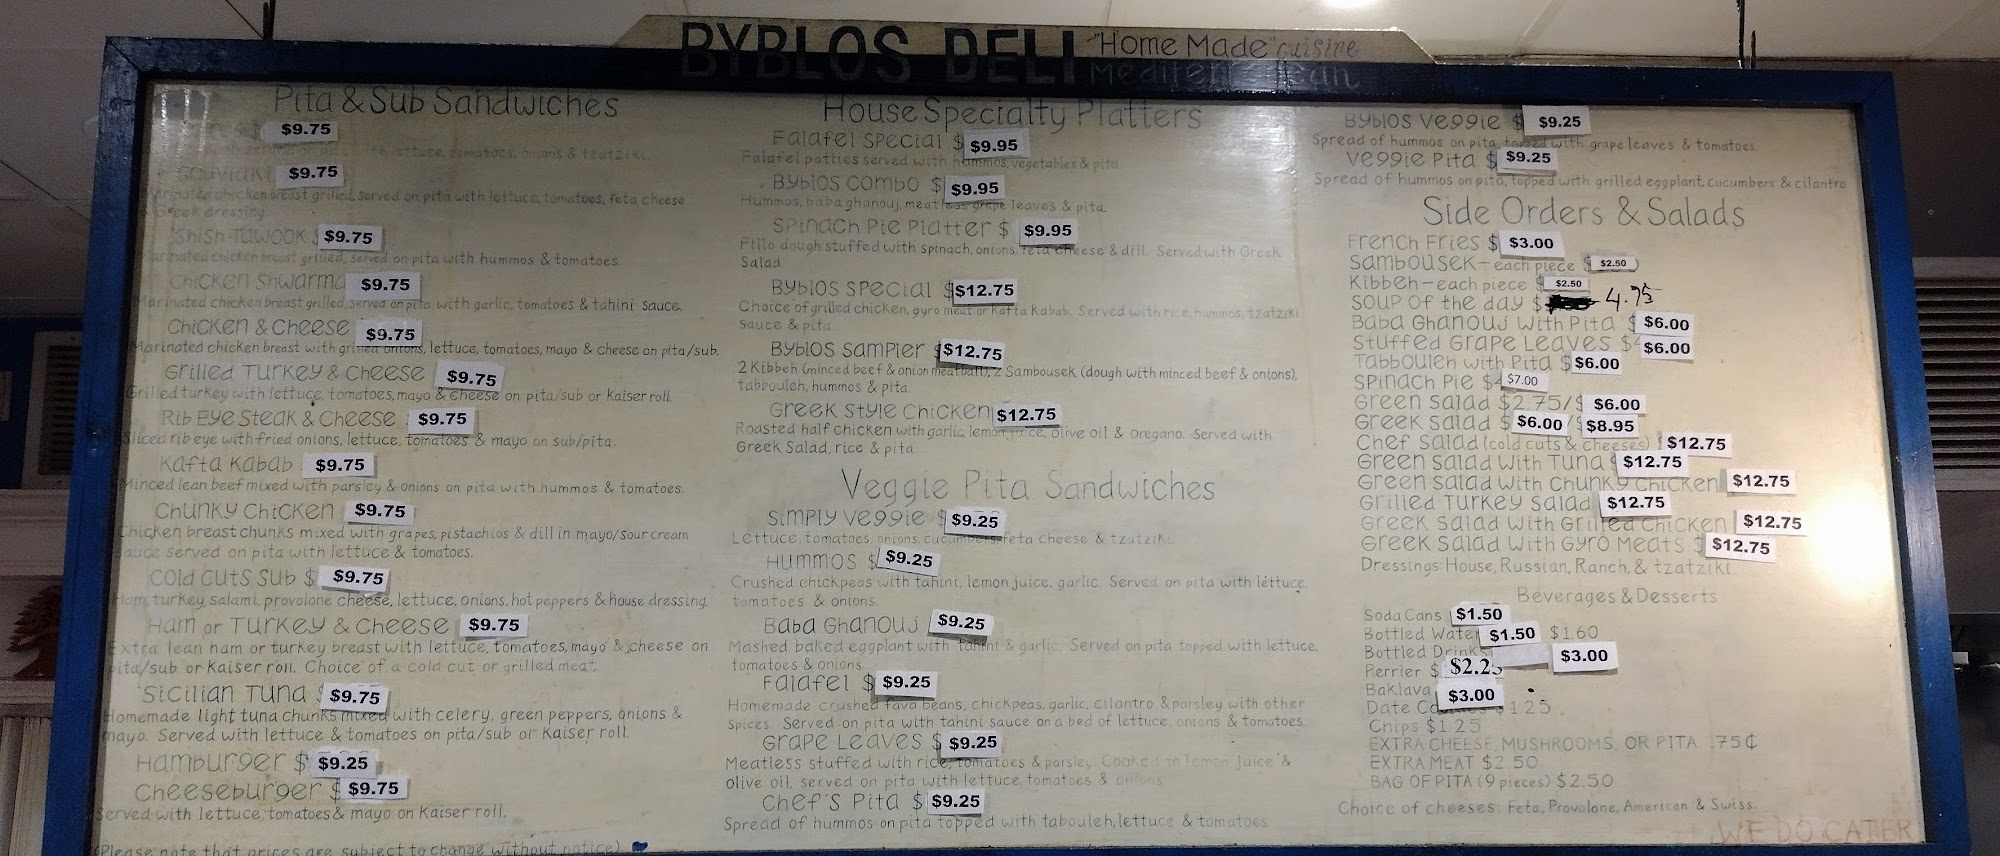 BYBLOS DELI "Home Made" cuisine
Mediterranean
Pita & Sub Sandwiches
$9.75
lettuce, tomatoes, onions & tzatziki.
Souvlaki $9.75
Marinated chicken breast grilled, served on pita with lettuce, tomatoes, feta cheese
& Greek dressing
Shish-Tawook $ $9.75
Marinated chicken breast grilled, served on pita with hummos & tomatoes.
Chicken Shwarma $9.75
Marinated chicken breast grilled, served on pita with garlic, tomatoes & tahini sauce.
Chicken & Cheese $9.75
Marinated chicken breast with grilled onions, lettuce, tomatoes, mayo & cheese on pita/sub.
Grilled Turkey & Cheese $9.75
Grilled turkey with lettuce, tomatoes, mayo & cheese on pita/sub or Kaiser roll.
Rib Eye Steak & Cheese $9.75
Sliced rib eye with fried onions, lettuce, tomatoes & mayo on sub/pita.
Kafta Kabab $9.75
Minced lean beef mixed with parsley & onions on pita with hummos & tomatoes.
Chunky Chicken $9.75
Chicken breast chunks mixed with grapes, pistachios & dill in mayo/sour cream
sauce served on pita with lettuce & tomatoes.
Cold Cuts Sub $ $9.75
Ham, turkey, salami, provolone cheese, lettuce, onions, hot peppers & house dressing.
Ham or Turkey & Cheese $9.75
Extra lean ham or turkey breast with lettuce, tomatoes, mayo & cheese on
pita/sub or Kaiser roll. Choice of a cold cut or grilled meat.
Sicilian Tuna $9.75
Homemade light tuna chunks mixed with celery, green peppers, onions &
mayo. Served with lettuce & tomatoes on pita/sub or Kaiser roll.
Hamburger $ $9.25
Cheeseburger $ $9.75
Served with lettuce, tomatoes & mayo on Kaiser roll.
(Please note that prices are subject to change without notice)
House Specialty Platters
Falafel Special $ $9.95
Falafel patties served with hummos, vegetables & pita
Byblos Combo $ $9.95
Hummos, baba ghanouj, meatless grape leaves & pita.
Spinach Pie Platter $ $9.95
Fillo dough stuffed with spinach, onions, feta cheese & dill. Served with Greek
Salad.
Byblos Special $ $12.75
Choice of grilled chicken, gyro meat or Kafta Kabab. Served with rice, hummos, tzatziki
sauce & pita
Byblos Sampler $ $12.75
2 Kibbeh (minced beef & onion meatball), 2 Sambousek (dough with minced beef & onions),
tabbouleh, hummos & pita.
Greek Style Chicken $12.75
Roasted half chicken with garlic, lemon juice, olive oil & oregano. Served with
Greek Salad, rice & pita.
Veggie Pita Sandwiches
Simply Veggie $ $9.25
Lettuce, tomatoes, onions, cucumbers, feta cheese & tzatziki.
Hummos $ $9.25
Crushed chickpeas with tahini, lemon juice, garlic. Served on pita with lettuce,
tomatoes & onions.
Baba Ghanouj $9.25
Mashed baked eggplant with tahini & garlic. Served on pita topped with lettuce,
tomatoes & onions.
Falafel $ $9.25
Homemade crushed fava beans, chickpeas, garlic, cilantro & parsley with other
spices. Served on pita with tahini sauce on a bed of lettuce, onions & tomatoes.
Grape Leaves $ $9.25
Meatless stuffed with rice, tomatoes & parsley. Cooked in lemon juice &
olive oil, served on pita with lettuce, tomatoes & onions
Chef's Pita $ $9.25
Spread of hummos on pita topped with tabouleh, lettuce & tomatoes
Byblos Veggie $ $9.25
Spread of hummos on pita, topped with grape leaves & tomatoes
Veggie Pita $ $9.25
Spread of hummos on pita, topped with grilled eggplant, cucumbers & cilantro
Side Orders & Salads
French Fries $ $3.00
Sambousek - each piece $ $2.50
Kibbeh - each piece $ $2.50
Soup of the day $ 4.75
Baba Ghanouj with Pita $ $6.00
Stuffed Grape Leaves $ $6.00
Tabbouleh with Pita $ $6.00
Spinach Pie $4 $7.00
Green Salad $2.75/$ $6.00
Greek Salad $ $6.00/$ $8.95
Chef Salad (cold cuts & cheeses) $12.75
Green Salad with Tuna $ $12.75
Green Salad with Chunky Chicken $12.75
Grilled Turkey Salad $12.75
Greek Salad with Grilled Chicken $12.75
Greek Salad with Gyro Meats $ $12.75
Dressings: House, Russian, Ranch, & tzatziki.
Beverages & Desserts
Soda Cans $1.50
Bottled Water $1.50 $1.60
Bottled Drinks $3.00
Perrier $ $2.25
Baklava $3.00
Date $1.25
Chips $1.25
EXTRA CHEESE, MUSHROOMS, OR PITA .75¢
EXTRA MEAT $2.50
BAG OF PITA (9 pieces) $2.50
Choice of cheeses: Feta, Provolone, American & Swiss.
WE DO CATER